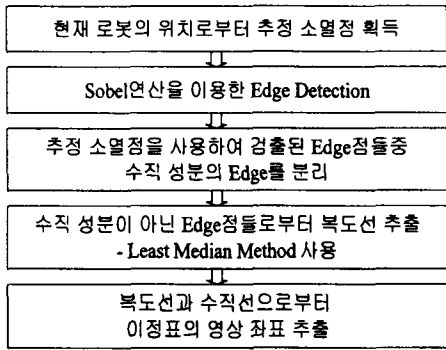 현재 로봇의 위치로부터 추정 소멸점 획득
Sobel연산을 이용한 Edge Detection
추정 소멸점을 사용하여 검출된 Edge점들중
수직 성분의 Edge를 분리
수직 성분이 아닌 Edge점들로부터 복도선 추출
- Least Median Method 사용
복도선과 수직선으로부터
이정표의 영상 좌표 추출